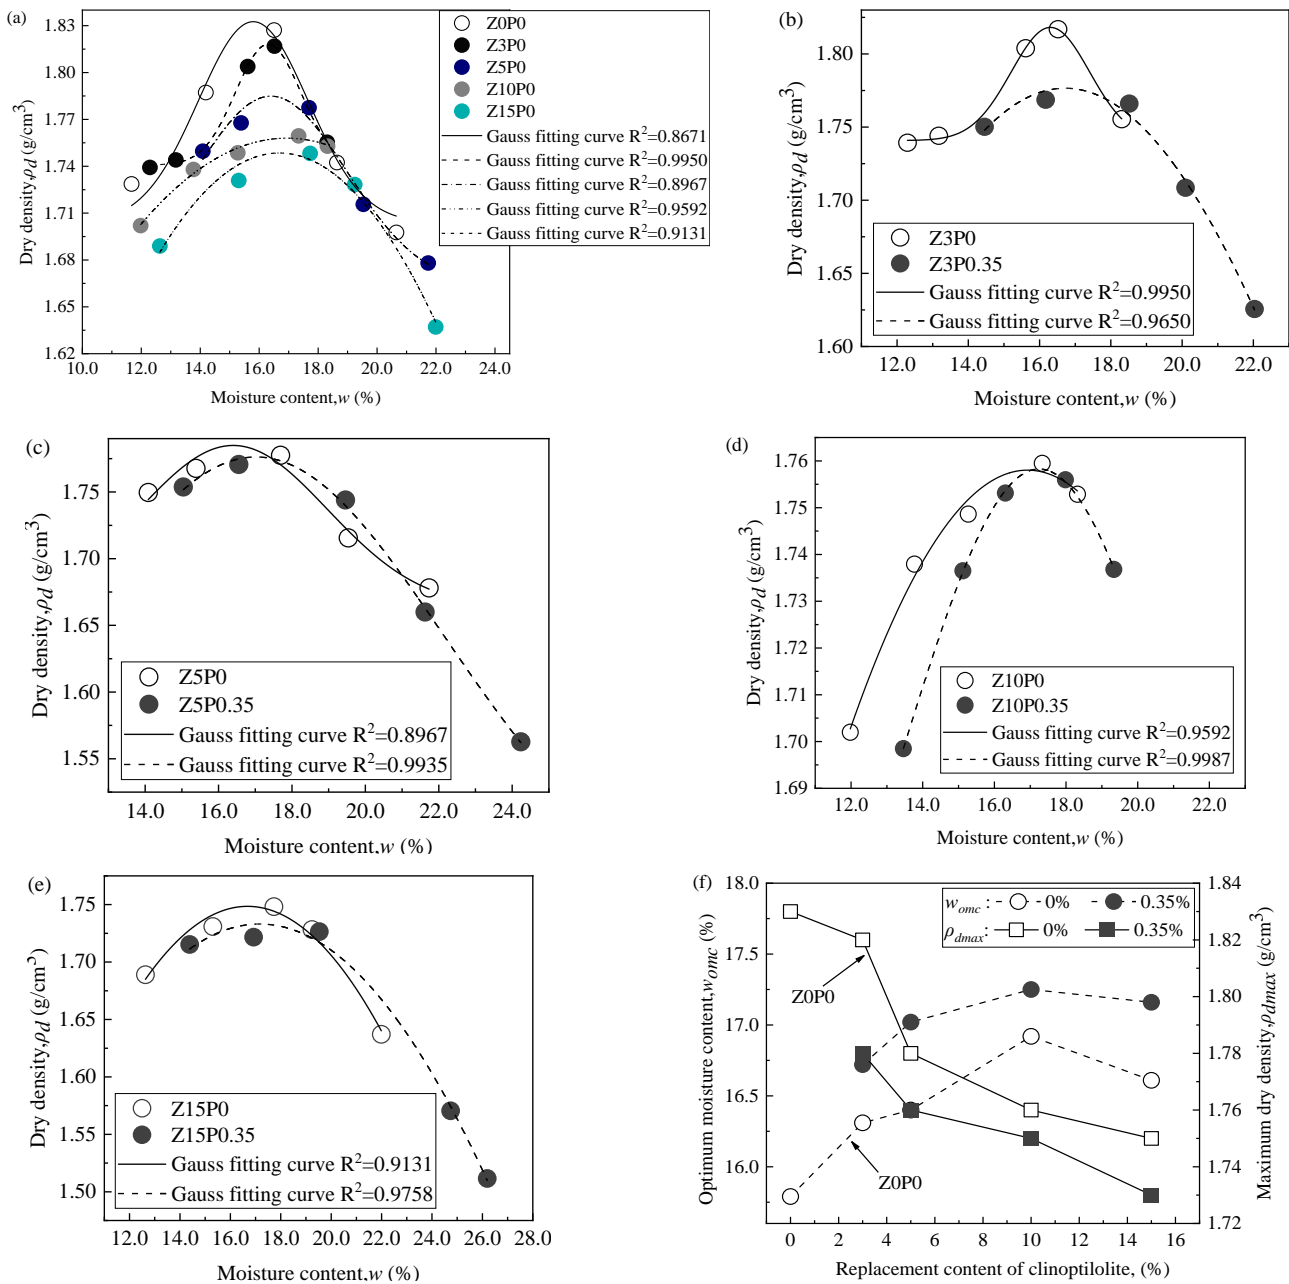 (a)
1.83
1.80
1.77
1.74
1.71
1.68
1.65
1.62
10.0 12.0 14.0 16.0 18.0 20.0 22.0 24.0
Dry density,ρd (g/cm3)
Moisture content,w (%)
Z0P0
Z3P0
Z5P0
Z10P0
Z15P0
Gauss fitting curve R2=0.8671
Gauss fitting curve R2=0.9950
Gauss fitting curve R2=0.8967
Gauss fitting curve R2=0.9592
Gauss fitting curve R2=0.9131
(b)
1.80
1.75
1.70
1.65
1.60
12.0 14.0 16.0 18.0 20.0 22.0
Dry density,ρd (g/cm3)
Moisture content,w (%)
Z3P0
Z3P0.35
Gauss fitting curve R2=0.9950
Gauss fitting curve R2=0.9650
(c)
1.75
1.70
1.65
1.60
1.55
14.0 16.0 18.0 20.0 22.0 24.0
Dry density,ρd (g/cm3)
Moisture content,w (%)
Z5P0
Z5P0.35
Gauss fitting curve R2=0.8967
Gauss fitting curve R2=0.9935
(d)
1.76
1.75
1.74
1.73
1.72
1.71
1.70
1.69
12.0 14.0 16.0 18.0 20.0 22.0
Dry density,ρd (g/cm3)
Moisture content,w (%)
Z10P0
Z10P0.35
Gauss fitting curve R2=0.9592
Gauss fitting curve R2=0.9987
(e)
1.75
1.70
1.65
1.60
1.55
1.50
12.0 14.0 16.0 18.0 20.0 22.0 24.0 26.0 28.0
Dry density,ρd (g/cm3)
Moisture content,w (%)
Z15P0
Z15P0.35
Gauss fitting curve R2=0.9131
Gauss fitting curve R2=0.9758
(f)
18.0
17.5
17.0
16.5
16.0
Optimum moisture content,womc (%)
0 2 4 6 8 10 12 14 16
Replacement content of clinoptilolite, (%)
1.84
1.82
1.80
1.78
1.76
1.74
1.72
Maximum dry density,ρdmax (g/cm3)
womc : 0% 0.35%
ρdmax: 0% 0.35%
Z0P0
Z0P0